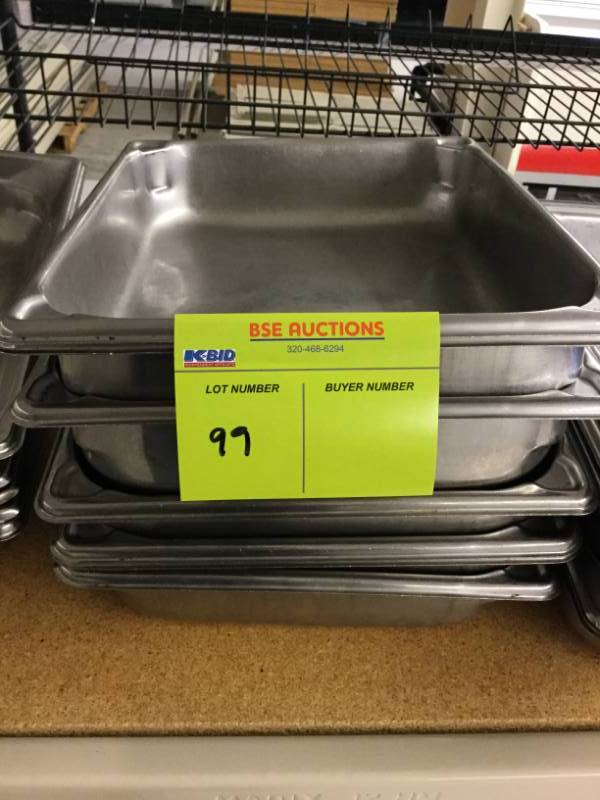 BSE AUCTIONS
320-468-6294
K-BID
LOT NUMBER
BUYER NUMBER
99